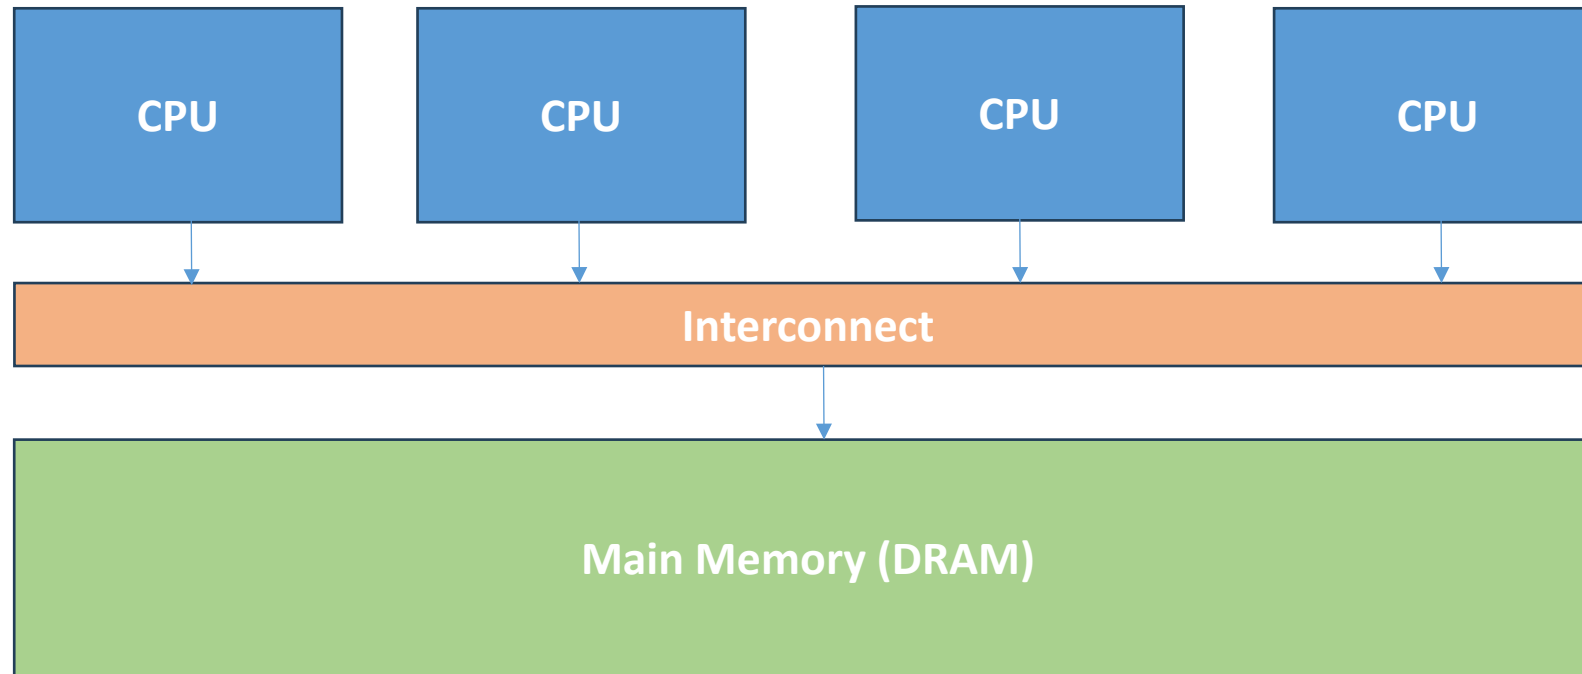 CPU
CPU
CPU
CPU
Interconnect
Main Memory (DRAM)